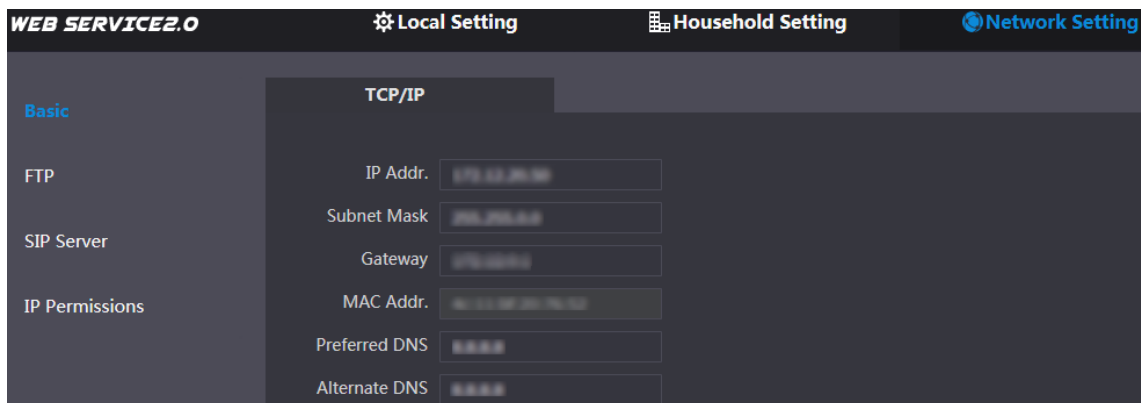 WEB SERVICE2.0 Local Setting Household Setting Network Setting
TCP/IP
Basic
FTP
SIP Server
IP Permissions
IP Addr.
Subnet Mask
Gateway
MAC Addr.
Preferred DNS
Alternate DNS